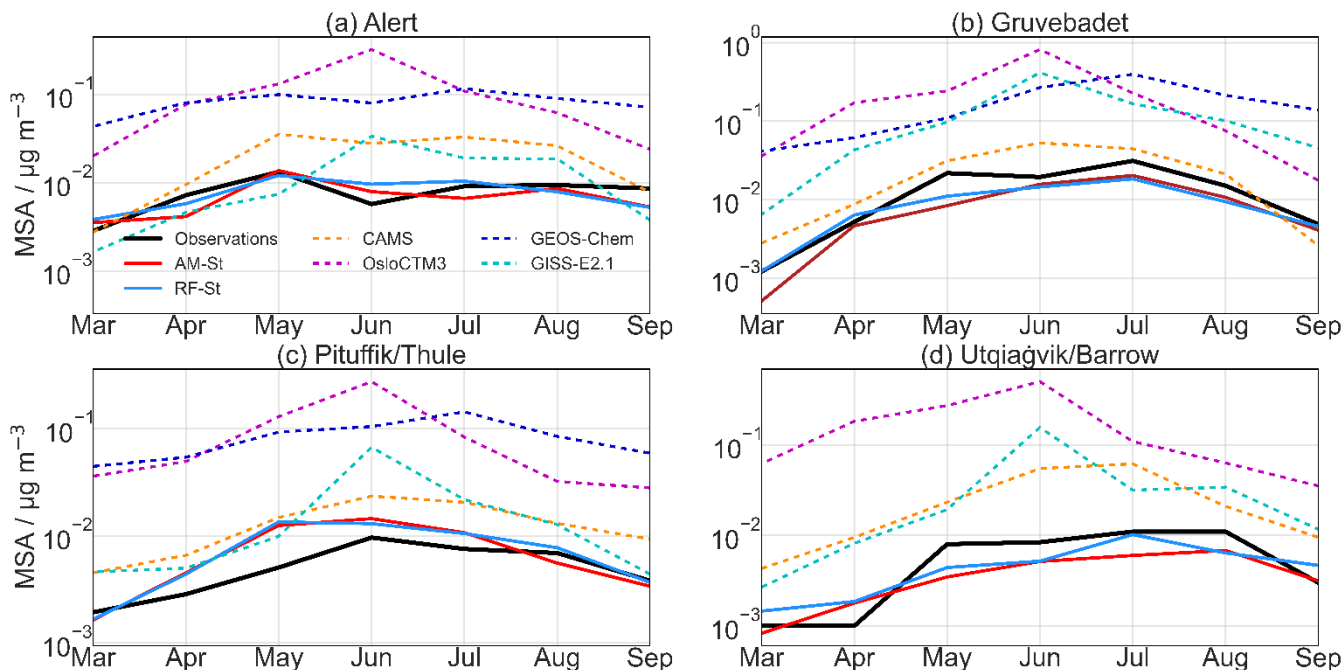 (a) Alert
MSA / µg m⁻³
10⁻¹
10⁻²
10⁻³
Observations
AM-St
RF-St
CAMS
OsloCTM3
GEOS-Chem
GISS-E2.1
Mar Apr May Jun Jul Aug Sep
(b) Gruvebadet
10⁰
10⁻¹
10⁻²
10⁻³
Mar Apr May Jun Jul Aug Sep
(c) Pituffik/Thule
MSA / µg m⁻³
10⁻¹
10⁻²
10⁻³
Mar Apr May Jun Jul Aug Sep
(d) Utqiaġvik/Barrow
10⁻¹
10⁻²
10⁻³
Mar Apr May Jun Jul Aug Sep